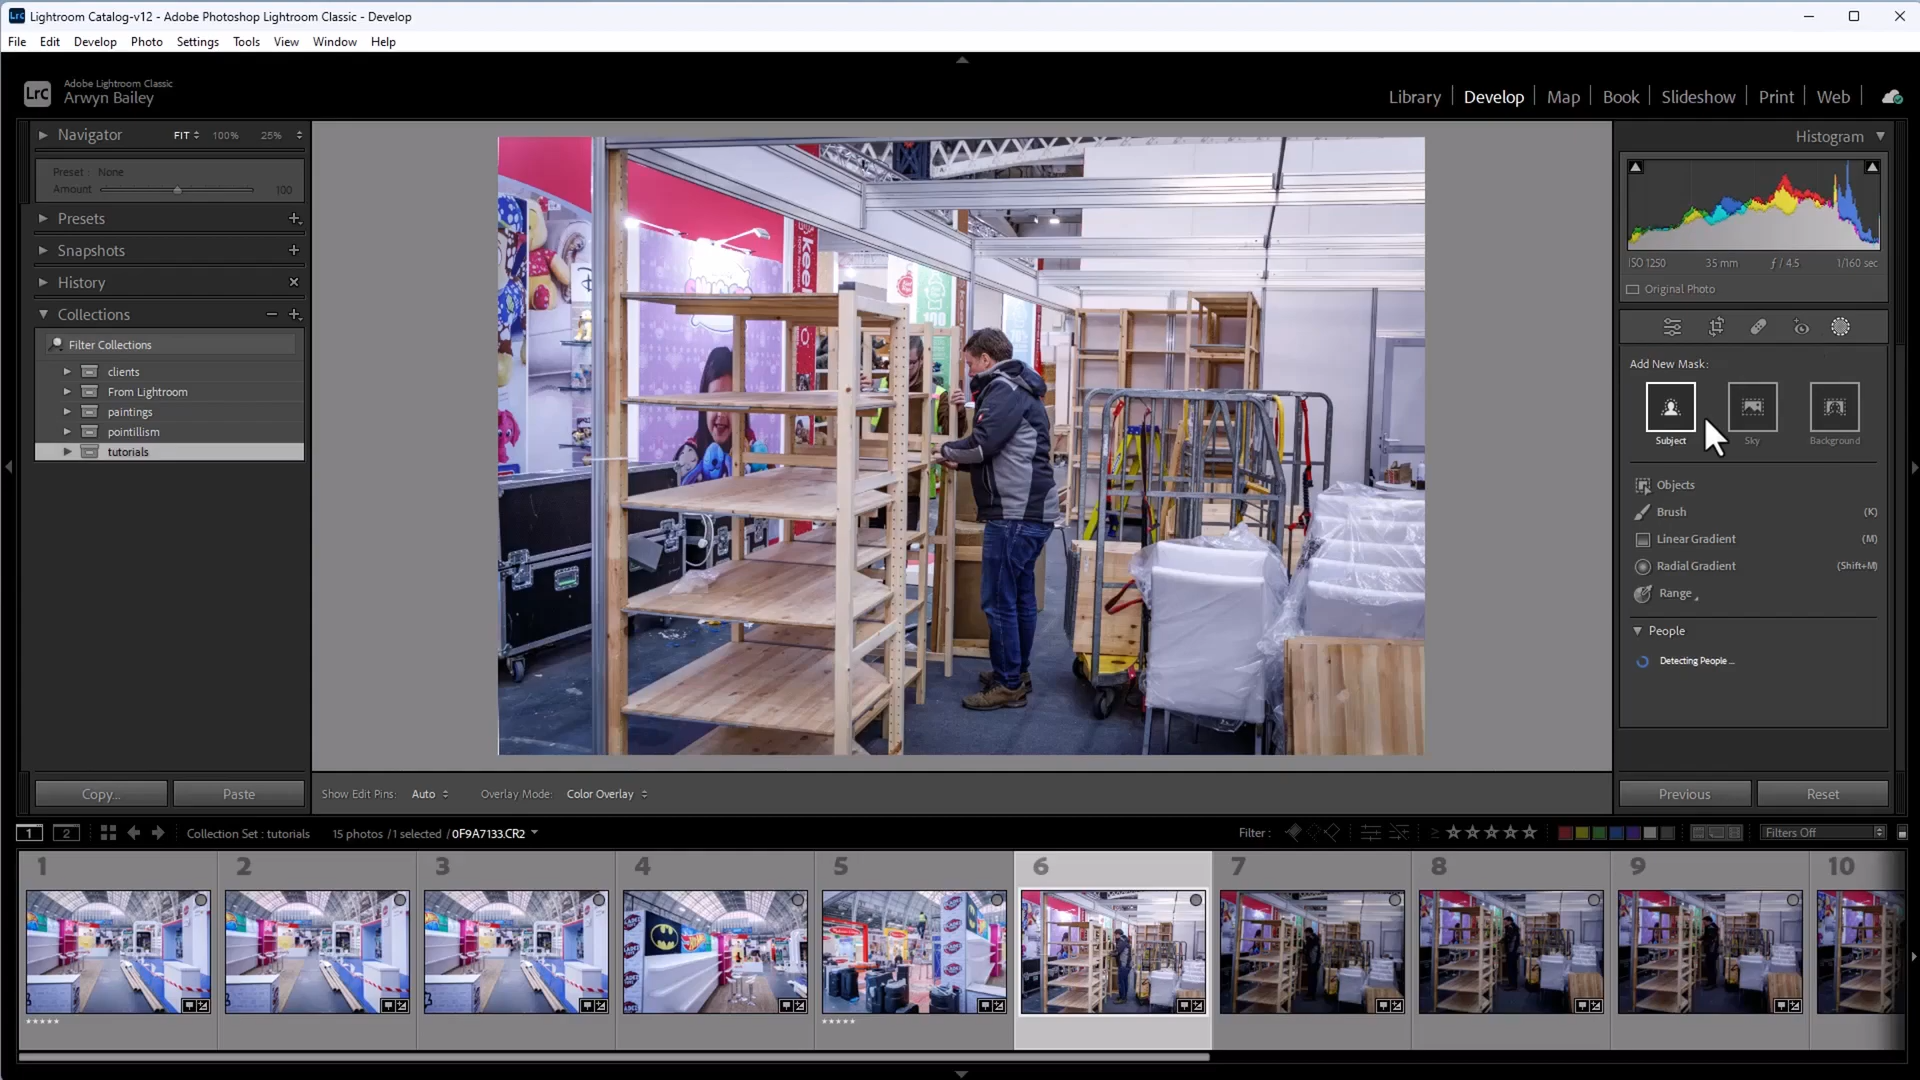 Lightroom Catalog-v12 - Adobe Photoshop Lightroom Classic - Develop
File Edit Develop Photo Settings Tools View Window Help
Lrc
Adobe Lightroom Classic
Arwyn Bailey
Library Develop Map Book Slideshow Print Web
Navigator FIT 100% 25%
Preset : None
Amount 100
Presets
Snapshots
History
Collections
Filter Collections
clients
From Lightroom
paintings
pointillism
tutorials
Copy...
Paste
Histogram
ISO 1250 35 mm ƒ / 4.5 1/160 sec
Original Photo
Add New Mask:
Subject Sky Background
Objects
Brush (K)
Linear Gradient (M)
Radial Gradient (Shift+M)
Range
People
Detecting People ...
Previous
Reset
Show Edit Pins: Auto Overlay Mode: Color Overlay
1 2 Collection Set : tutorials 15 photos / 1 selected / 0F9A7133.CR2 Filter : Filters Off
1 2 3 4 5 6 7 8 9 10